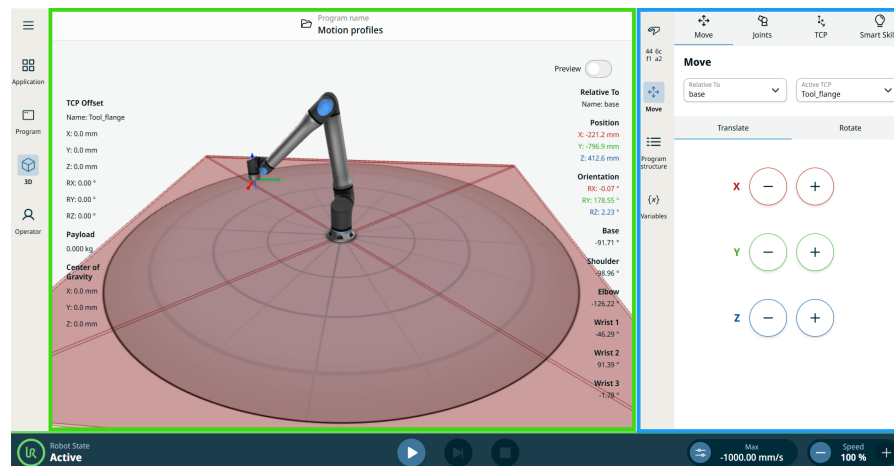 Program name
Motion profiles
Application
Program
3D
Operator
Preview
TCP Offset
Name: Tool_flange
X: 0.0 mm
Y: 0.0 mm
Z: 0.0 mm
RX: 0.00 °
RY: 0.00 °
RZ: 0.00 °
Payload
0.000 kg
Center of
Gravity
X: 0.0 mm
Y: 0.0 mm
Z: 0.0 mm
Relative To
Name: base
Position
X: -221.2 mm
Y: -796.9 mm
Z: 412.6 mm
Orientation
RX: -0.07 °
RY: 178.55 °
RZ: 2.23 °
Base
-91.71 °
Shoulder
-98.96 °
Elbow
-126.22 °
Wrist 1
-46.29 °
Wrist 2
91.39 °
Wrist 3
-1.78 °
44 6c
f1 a2
Move
Program
structure
{x}
Variables
Move
Joints
TCP
Smart Skil
Move
Relative To
base
Active TCP
Tool_flange
Translate
Rotate
X − +
Y − +
Z − +
UR
Robot State
Active
Max
-1000.00 mm/s
− Speed +
100 %